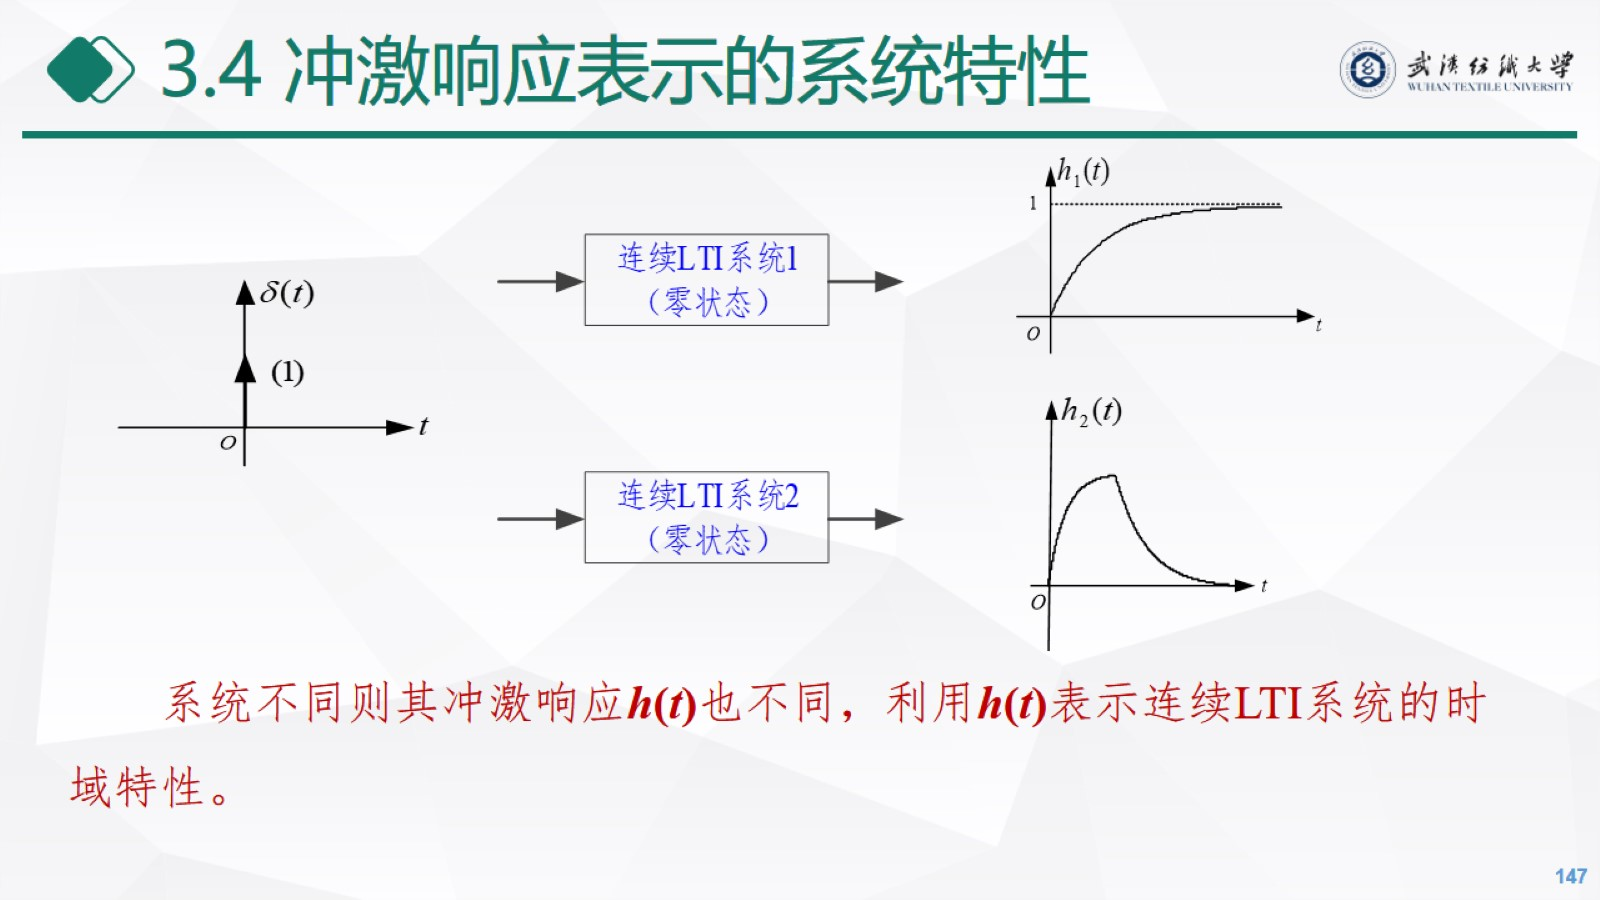 3.4 冲激响应表示的系统特性
武汉纺织大学
WUHAN TEXTILE UNIVERSITY
δ(t)
(1)
O
t
连续LTI系统1
（零状态）
h₁(t)
1
O
t
连续LTI系统2
（零状态）
h₂(t)
O
t
系统不同则其冲激响应h(t)也不同，利用h(t)表示连续LTI系统的时
域特性。
147